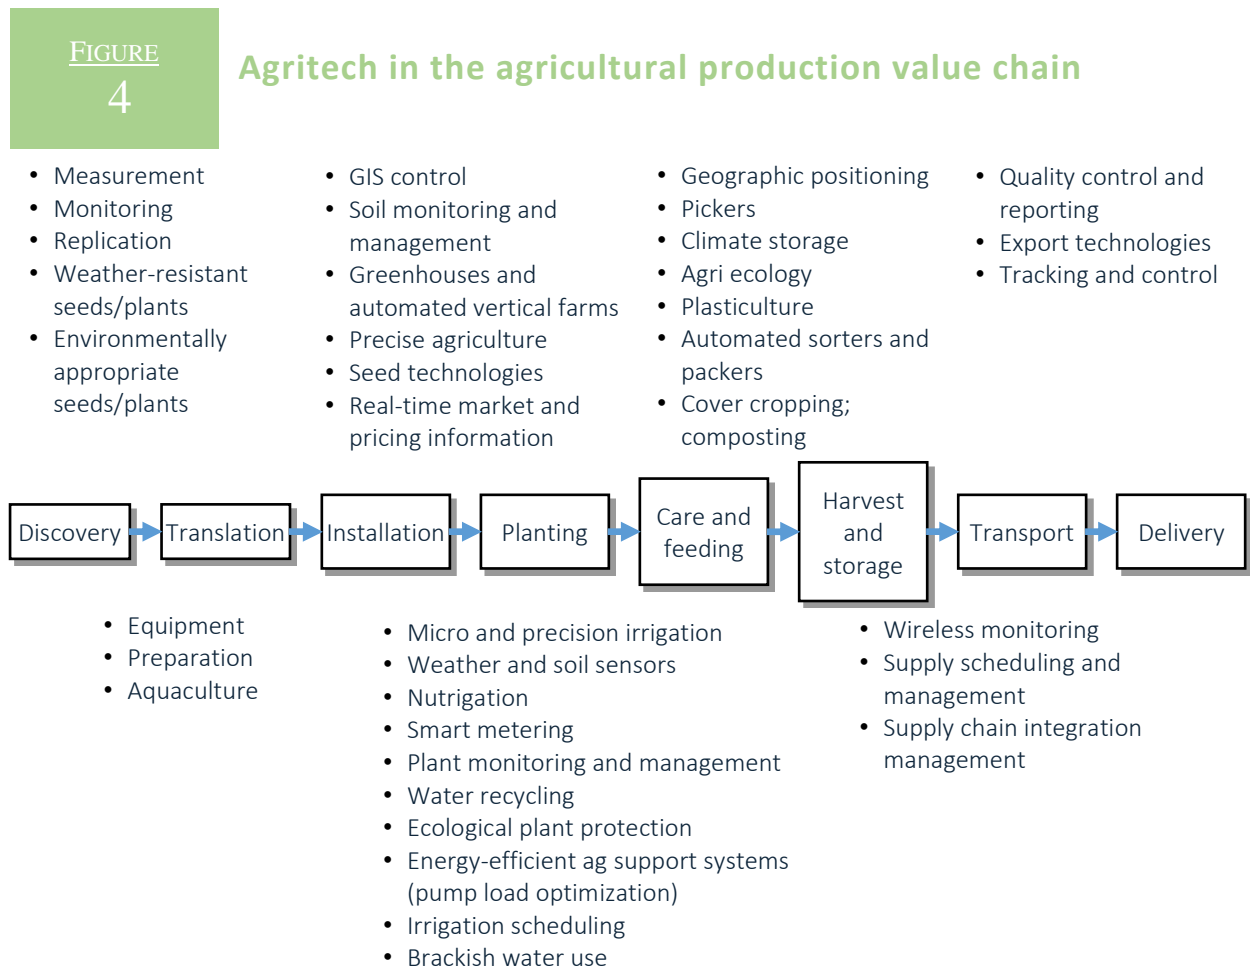 FIGURE
4
Agritech in the agricultural production value chain
• Measurement
• Monitoring
• Replication
• Weather-resistant
seeds/plants
• Environmentally
appropriate
seeds/plants
• GIS control
• Soil monitoring and
management
• Greenhouses and
automated vertical farms
• Precise agriculture
• Seed technologies
• Real-time market and
pricing information
• Geographic positioning
• Pickers
• Climate storage
• Agri ecology
• Plasticulture
• Automated sorters and
packers
• Cover cropping;
composting
• Quality control and
reporting
• Export technologies
• Tracking and control
Discovery
Translation
Installation
Planting
Care and
feeding
Harvest
and
storage
Transport
Delivery
• Equipment
• Preparation
• Aquaculture
• Micro and precision irrigation
• Weather and soil sensors
• Nutrigation
• Smart metering
• Plant monitoring and management
• Water recycling
• Ecological plant protection
• Energy-efficient ag support systems
(pump load optimization)
• Irrigation scheduling
• Brackish water use
• Wireless monitoring
• Supply scheduling and
management
• Supply chain integration
management